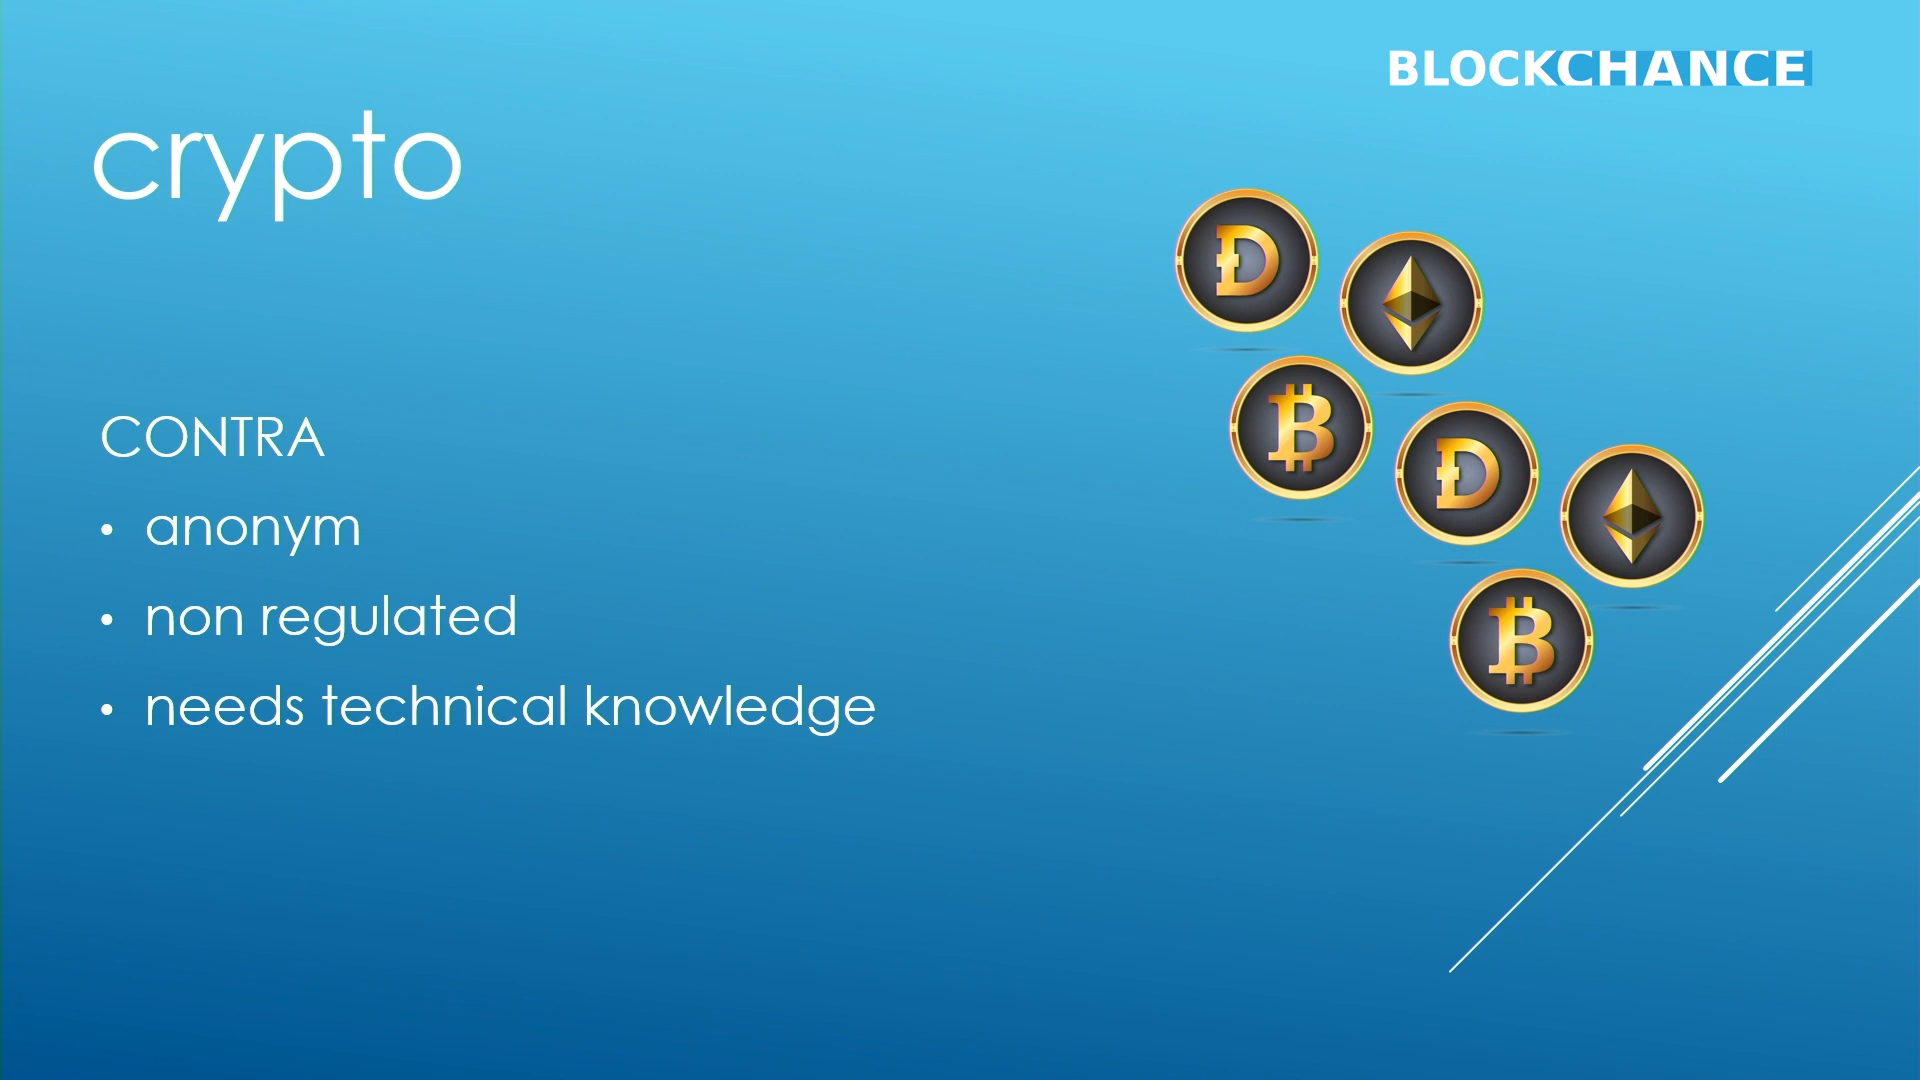 BLOCKCHANCE
crypto
CONTRA
• anonym
• non regulated
• needs technical knowledge